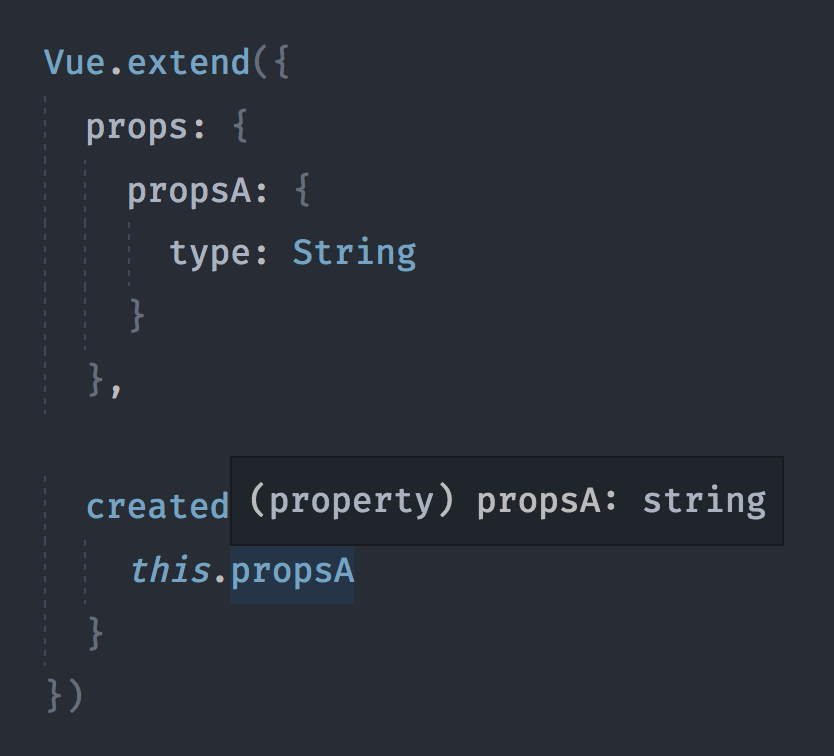 Vue.extend({
props: {
propsA: {
type: String
}
},
created
(property) propsA: string
this.propsA
}
})